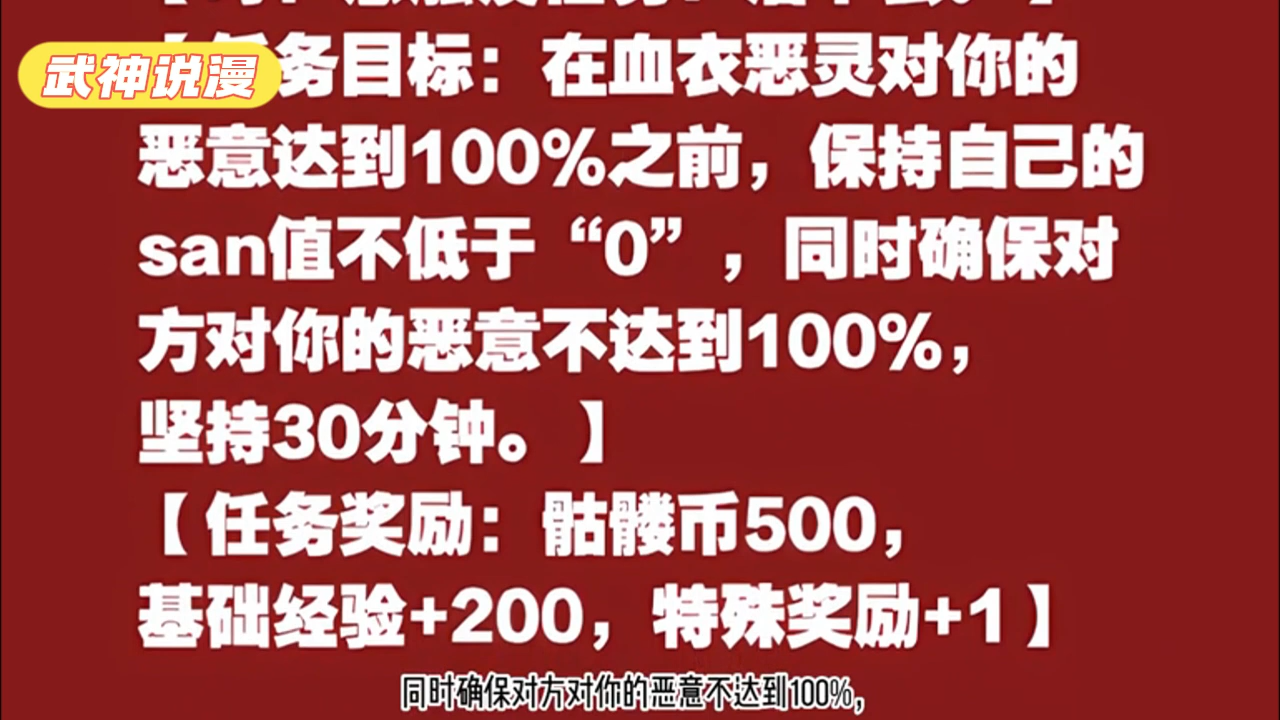 武神说漫
务目标：在血衣恶灵对你的
恶意达到100%之前，保持自己的
san值不低于“0”，同时确保对
方对你的恶意不达到100%，
坚持30分钟。】
【任务奖励：骷髅币500，
基础经验+200，特殊奖励+1】
同时确保对方对你的恶意不达到100%，